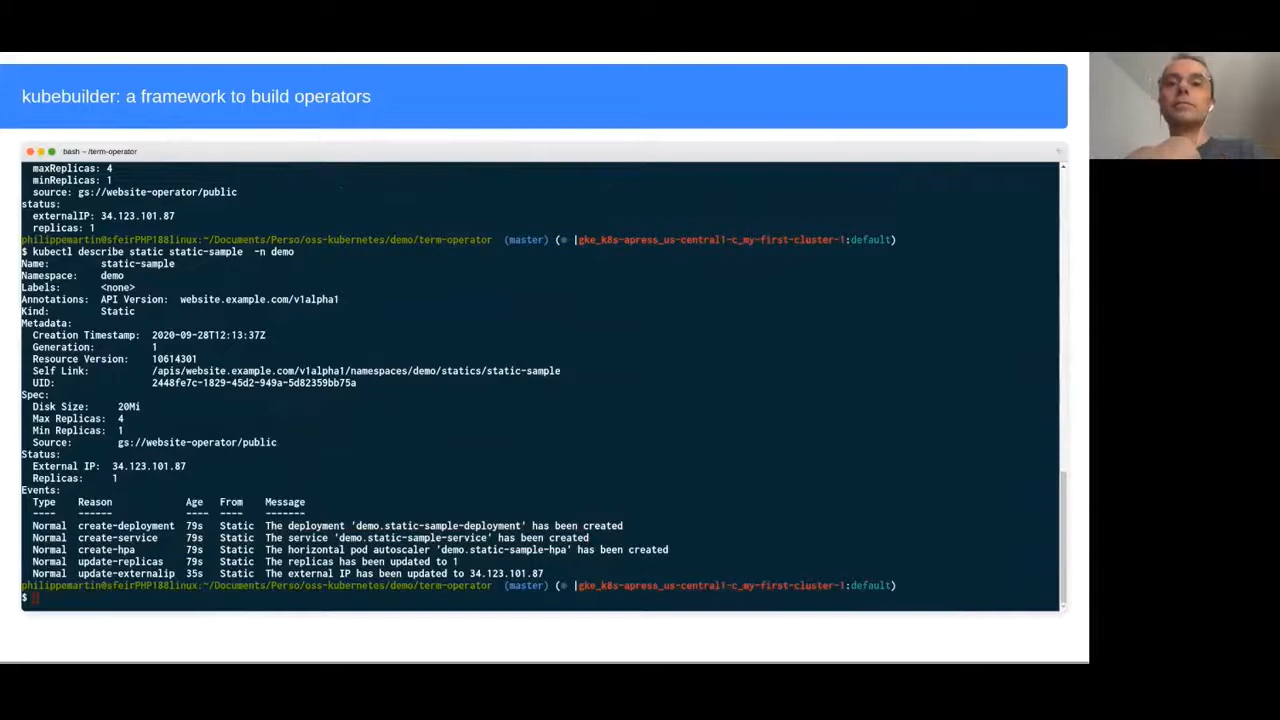 kubebuilder: a framework to build operators
bash – /term-operator
maxReplicas: 4
minReplicas: 1
source: gs://website-operator/public
status:
externalIP: 34.123.101.87
replicas: 1
philippemartin@sfeirPHP188linux:~/Documents/Perso/oss-kubernetes/demo/term-operator (master) (⎈ |gke_k8s-apress_us-central1-c_my-first-cluster-1:default)
$ kubectl describe static static-sample -n demo
Name: static-sample
Namespace: demo
Labels: <none>
Annotations: API Version: website.example.com/v1alpha1
Kind: Static
Metadata:
Creation Timestamp: 2020-09-28T12:13:37Z
Generation: 1
Resource Version: 10614301
Self Link: /apis/website.example.com/v1alpha1/namespaces/demo/statics/static-sample
UID: 2448fe7c-1829-45d2-949a-5d82359bb75a
Spec:
Disk Size: 20Mi
Max Replicas: 4
Min Replicas: 1
Source: gs://website-operator/public
Status:
External IP: 34.123.101.87
Replicas: 1
Events:
Type Reason Age From Message
---- ------ ---- ---- -------
Normal create-deployment 79s Static The deployment 'demo.static-sample-deployment' has been created
Normal create-service 79s Static The service 'demo.static-sample-service' has been created
Normal create-hpa 79s Static The horizontal pod autoscaler 'demo.static-sample-hpa' has been created
Normal update-replicas 79s Static The replicas has been updated to 1
Normal update-externalip 35s Static The external IP has been updated to 34.123.101.87
philippemartin@sfeirPHP188linux:~/Documents/Perso/oss-kubernetes/demo/term-operator (master) (⎈ |gke_k8s-apress_us-central1-c_my-first-cluster-1:default)
$